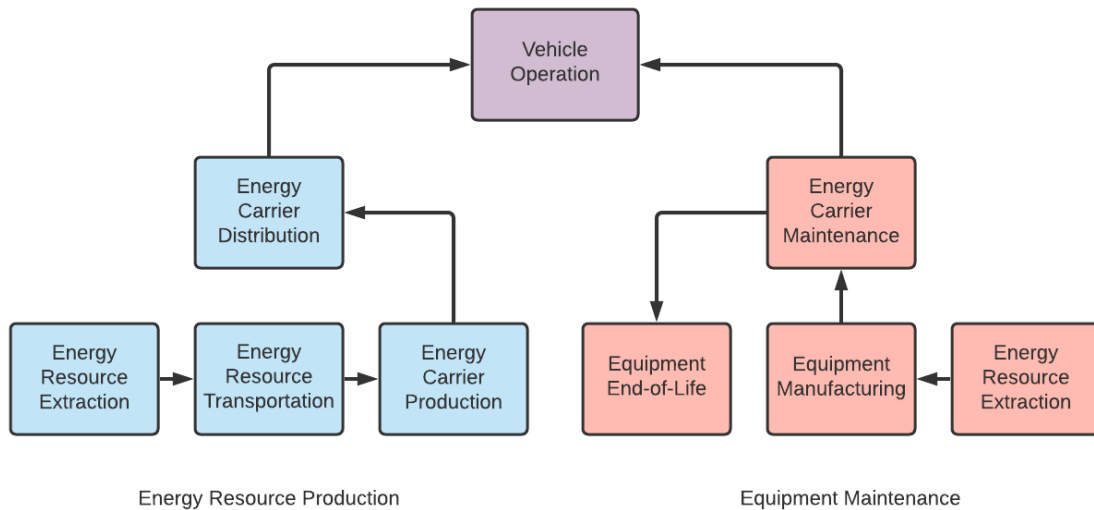 Vehicle
Operation
Energy
Carrier
Distribution
Energy
Carrier
Maintenance
Energy
Resource
Extraction
Energy
Resource
Transportation
Energy
Carrier
Production
Equipment
End-of-Life
Equipment
Manufacturing
Energy
Resource
Extraction
Energy Resource Production
Equipment Maintenance